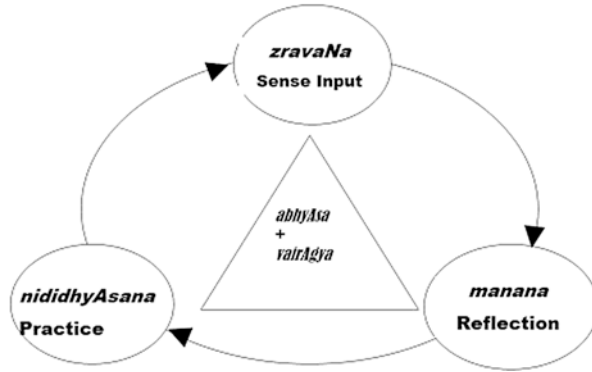 zravaNa
Sense Input
abhyAsa
+
vairAgya
nididhyAsana
Practice
manana
Reflection